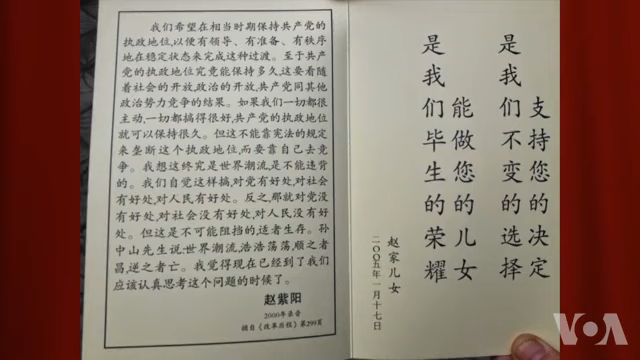 我们希望在相当时期保持共产党的
执政地位,以便有领导、有准备、有秩序
地在稳定状态来完成这种过渡。至于共产
党的执政地位究竟能保持多久,这要看随
着社会的开放,政治的开放,共产党同其他
政治势力竞争的结果。如果我们一切都很
主动,一切都搞得很好,共产党的执政地位
就可以保持很久。但这不能靠宪法的规定
来垄断这个执政地位,而要靠自己去竞
争。我想这终究是世界潮流,是不能违背
的。我们自觉这样搞,对党有好处,对社会
有好处,对人民有好处。反之,那就对党没
有好处,对社会没有好处,对人民没有好
处。但这是不可能阻挡的适者生存。孙
中山先生说:世界潮流,浩浩荡荡,顺之者
昌,逆之者亡。我觉得现在已经到了我们
应该认真思考这个问题的时候了。
赵紫阳
2000年录音
摘自《改革历程》第299页
支持您的决定
是我们不变的选择
能做您的儿女
是我们毕生的荣耀
赵家儿女
二〇〇五年一月十七日
VOA